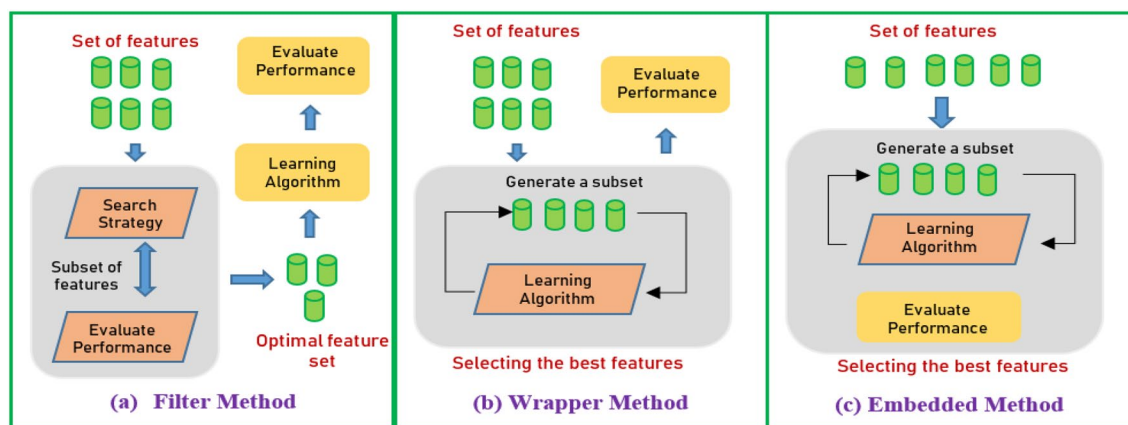 Set of features
Evaluate
Performance
Learning
Algorithm
Search
Strategy
Subset of
features
Evaluate
Performance
Optimal feature
set
(a) Filter Method
Set of features
Evaluate
Performance
Generate a subset
Learning
Algorithm
Selecting the best features
(b) Wrapper Method
Set of features
Generate a subset
Learning
Algorithm
Evaluate
Performance
Selecting the best features
(c) Embedded Method